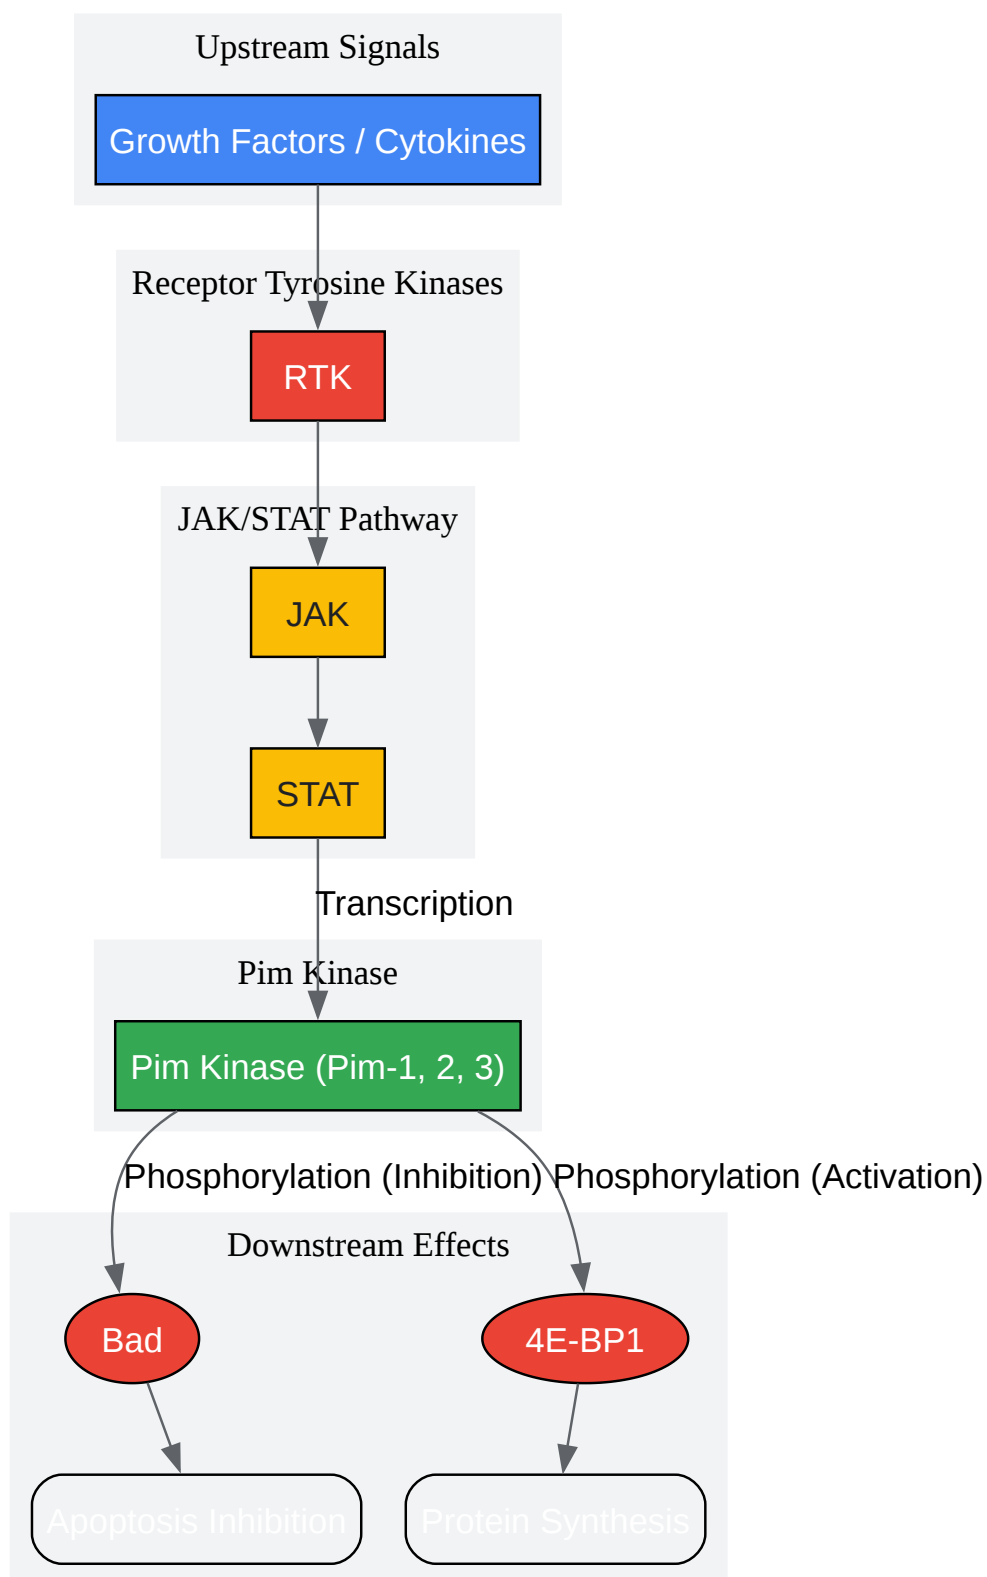 Upstream Signals
Growth Factors / Cytokines
Receptor Tyrosine Kinases
RTK
JAK/STAT Pathway
JAK
STAT
Transcription
Pim Kinase
Pim Kinase (Pim-1, 2, 3)
Phosphorylation (Inhibition)
Phosphorylation (Activation)
Downstream Effects
Bad
4E-BP1
Apoptosis Inhibition
Protein Synthesis